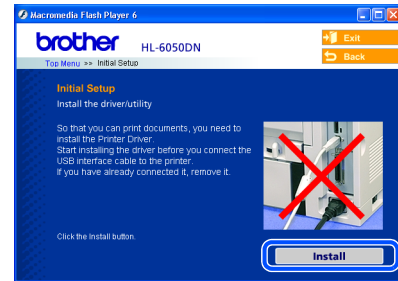 Macromedia Flash Player 6
brother HL-6050DN
Exit
Back
Top Menu >> Initial Setup
Initial Setup
Install the driver/utility
So that you can print documents, you need to
install the Printer Driver.
Start installing the driver before you connect the
USB interface cable to the printer.
If you have already connected it, remove it.
Click the Install button.
Install